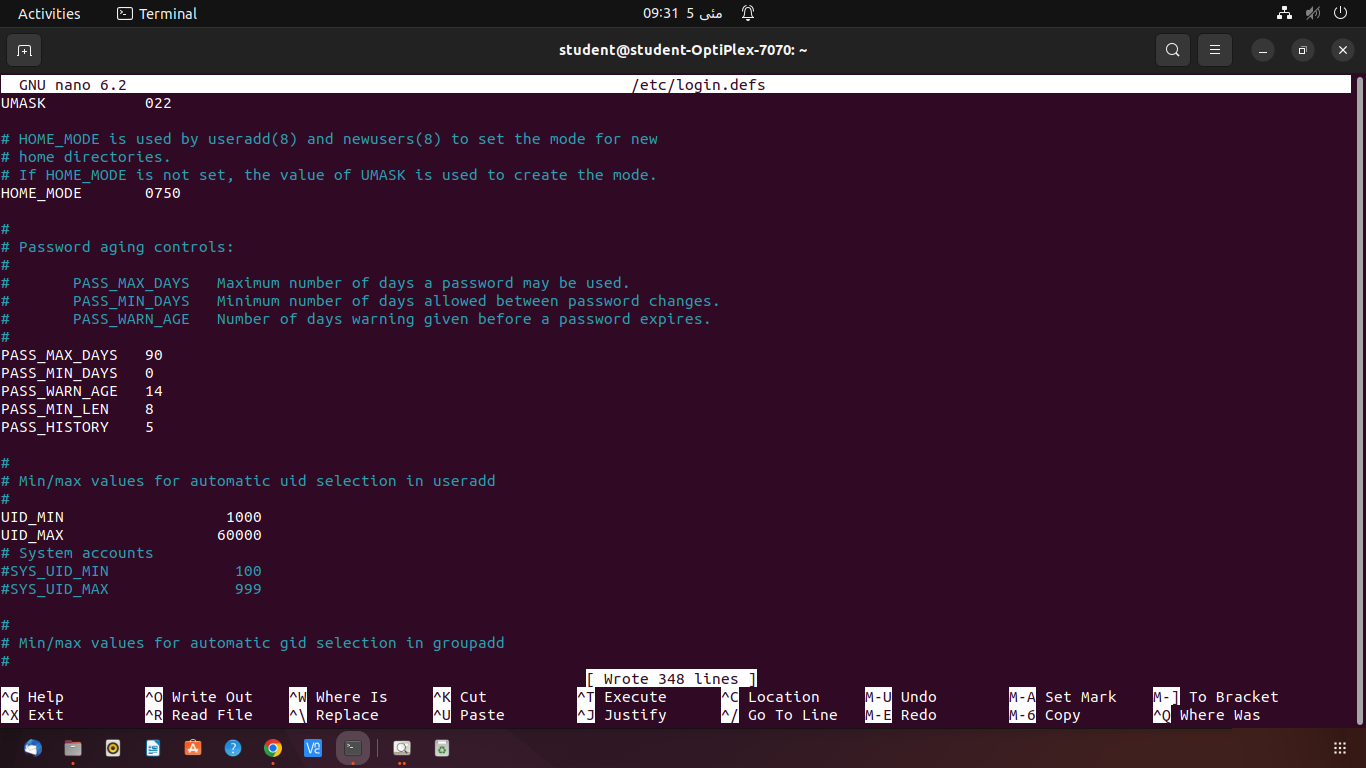 Activities Terminal 09:31 5 مئی
student@student-OptiPlex-7070: ~
GNU nano 6.2 /etc/login.defs
UMASK 022
# HOME_MODE is used by useradd(8) and newusers(8) to set the mode for new
# home directories.
# If HOME_MODE is not set, the value of UMASK is used to create the mode.
HOME_MODE 0750
#
# Password aging controls:
#
# PASS_MAX_DAYS Maximum number of days a password may be used.
# PASS_MIN_DAYS Minimum number of days allowed between password changes.
# PASS_WARN_AGE Number of days warning given before a password expires.
#
PASS_MAX_DAYS 90
PASS_MIN_DAYS 0
PASS_WARN_AGE 14
PASS_MIN_LEN 8
PASS_HISTORY 5
#
# Min/max values for automatic uid selection in useradd
#
UID_MIN 1000
UID_MAX 60000
# System accounts
#SYS_UID_MIN 100
#SYS_UID_MAX 999
#
# Min/max values for automatic gid selection in groupadd
#
[ Wrote 348 lines ]
^G Help ^O Write Out ^W Where Is ^K Cut ^T Execute ^C Location M-U Undo M-A Set Mark M-] To Bracket
^X Exit ^R Read File ^\ Replace ^U Paste ^J Justify ^/ Go To Line M-E Redo M-6 Copy ^Q Where Was